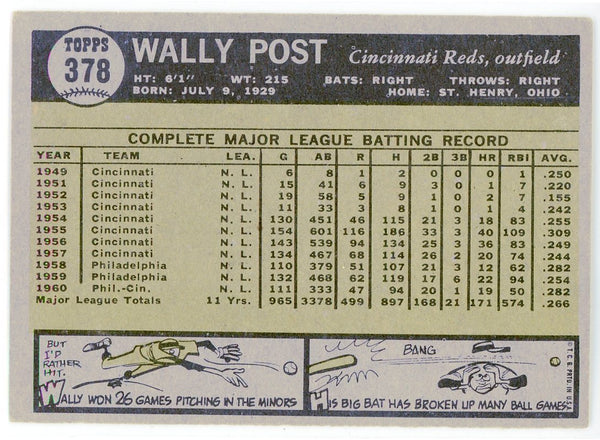 TOPPS
378
WALLY POST Cincinnati Reds, outfield
HT: 6'1" WT: 215 BATS: RIGHT THROWS: RIGHT
BORN: JULY 9, 1929 HOME: ST. HENRY, OHIO
COMPLETE MAJOR LEAGUE BATTING RECORD
YEAR TEAM LEA. G AB R H 2B 3B HR RBI AVG.
1949 Cincinnati N. L. 6 8 1 2 0 0 0 1 .250
1951 Cincinnati N. L. 15 41 6 9 3 0 1 7 .220
1952 Cincinnati N. L. 19 58 5 9 1 0 2 7 .155
1953 Cincinnati N. L. 11 33 3 8 1 0 1 4 .242
1954 Cincinnati N. L. 130 451 46 115 21 3 18 83 .255
1955 Cincinnati N. L. 154 601 116 186 33 3 40 109 .309
1956 Cincinnati N. L. 143 539 94 134 25 3 36 83 .249
1957 Cincinnati N. L. 134 467 68 114 26 2 20 74 .244
1958 Philadelphia N. L. 110 379 51 107 21 3 12 62 .282
1959 Philadelphia N. L. 132 468 62 119 17 6 22 94 .254
1960 Phil.-Cin. N. L. 111 333 47 94 20 1 19 50 .282
Major League Totals 11 Yrs. 965 3378 499 897 168 21 171 574 .266
BUT
I'D
RATHER
HIT.
WALLY WON 26 GAMES PITCHING IN THE MINORS
BANG
HIS BIG BAT HAS BROKEN UP MANY BALL GAMES
© T.C.G. PRTD. IN U.S.A.